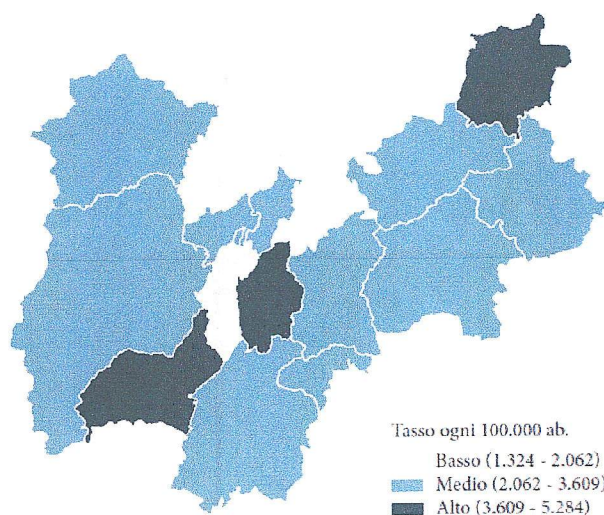 Tasso ogni 100.000 ab.
Basso (1.324 - 2.062)
Medio (2.062 - 3.609)
Alto (3.609 - 5.284)